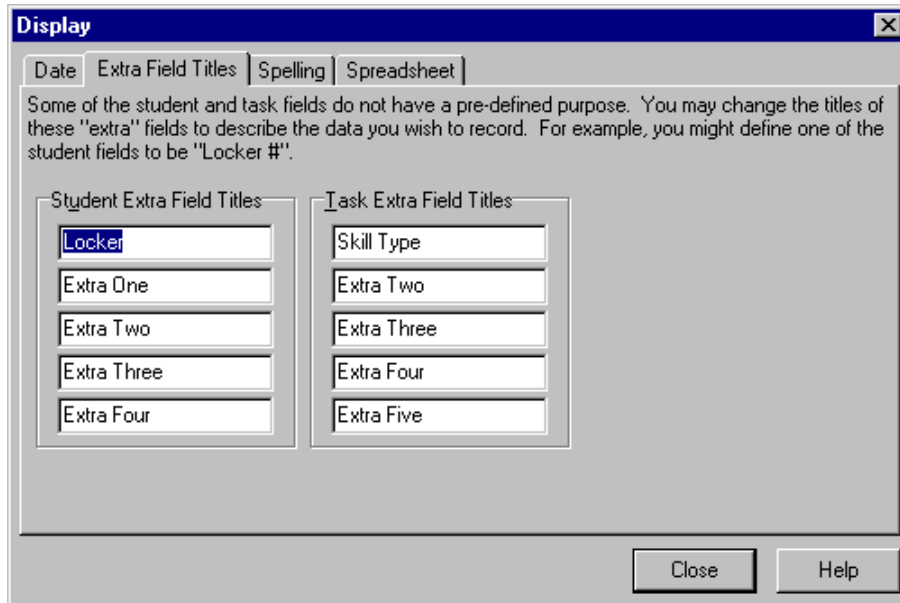 Display
Date Extra Field Titles Spelling Spreadsheet
Some of the student and task fields do not have a pre-defined purpose. You may change the titles of
these "extra" fields to describe the data you wish to record. For example, you might define one of the
student fields to be "Locker #".
Student Extra Field Titles
Locker
Extra One
Extra Two
Extra Three
Extra Four
Task Extra Field Titles
Skill Type
Extra Two
Extra Three
Extra Four
Extra Five
Close Help